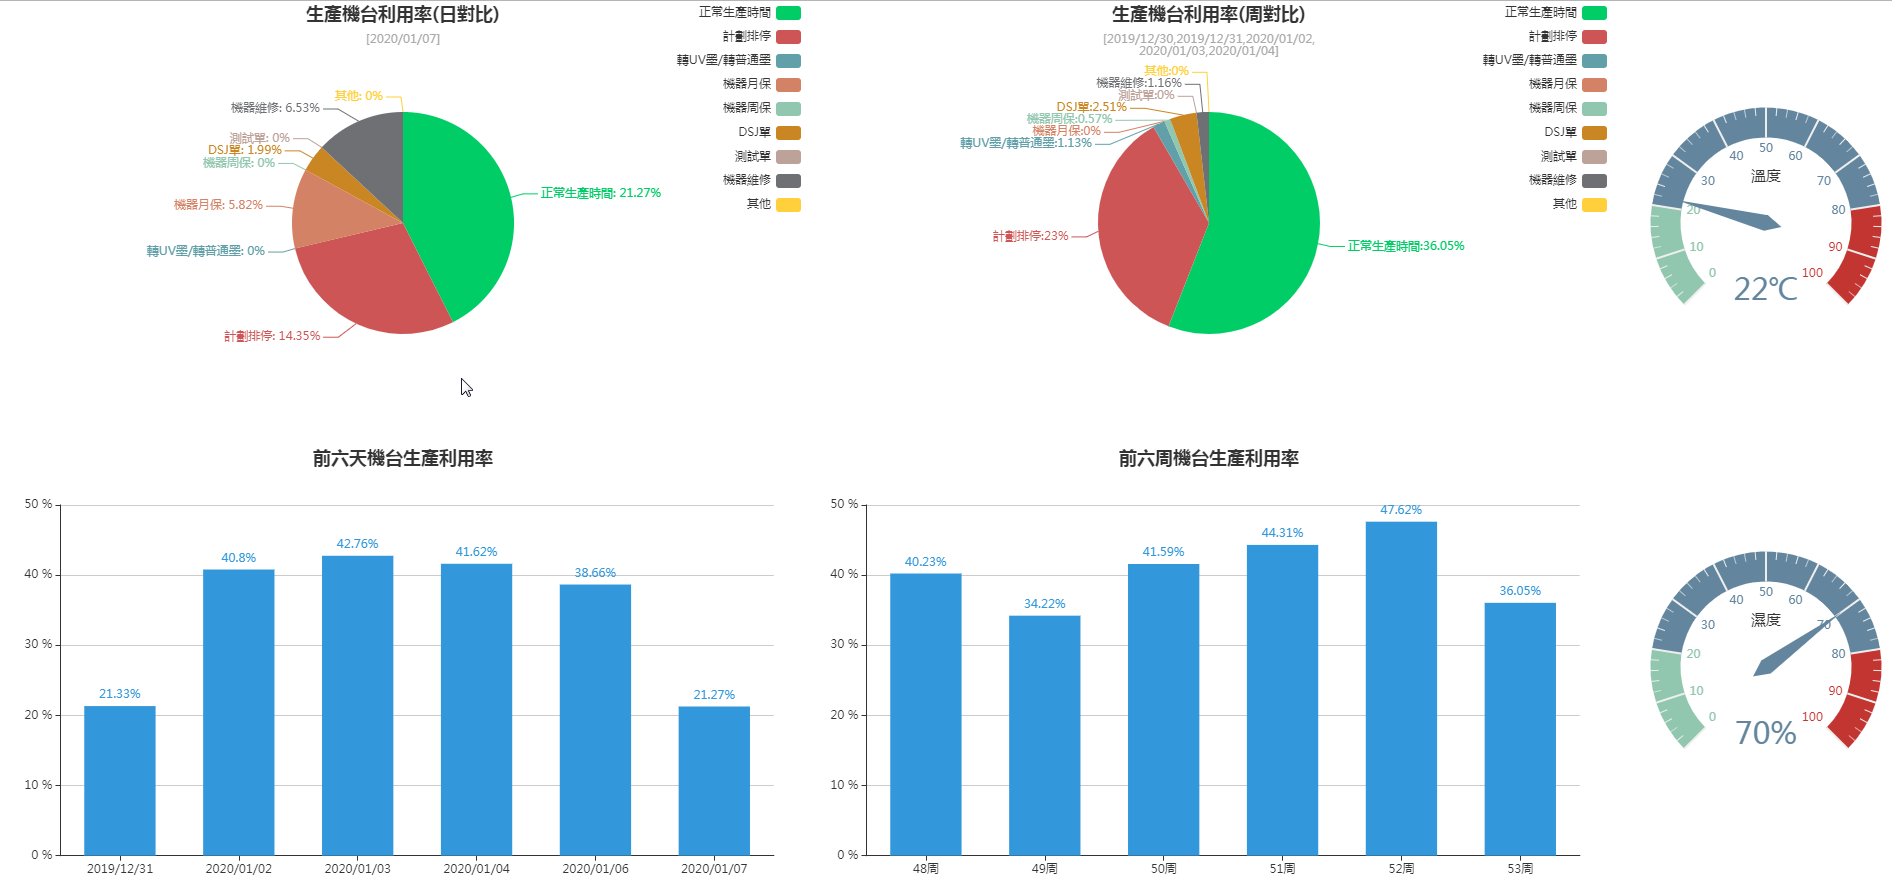 生產機台利用率(日對比)
[2020/01/07]
正常生產時間
計劃排停
轉UV墨/轉普通墨
機器月保
機器周保
DSJ單
測試單
機器維修
其他
其他: 0%
機器維修: 6.53%
測試單: 0%
DSJ單: 1.99%
機器周保: 0%
機器月保: 5.82%
轉UV墨/轉普通墨: 0%
計劃排停: 14.35%
正常生產時間: 21.27%
生產機台利用率(周對比)
[2019/12/30,2019/12/31,2020/01/02,
2020/01/03,2020/01/04]
正常生產時間
計劃排停
轉UV墨/轉普通墨
機器月保
機器周保
DSJ單
測試單
機器維修
其他
其他:0%
機器維修:1.16%
測試單:0%
DSJ單:2.51%
機器周保:0.57%
機器月保:0%
轉UV墨/轉普通墨:1.13%
計劃排停:23%
正常生產時間:36.05%
0
10
20
30
40
50
60
70
80
90
100
溫度
22℃
前六天機台生產利用率
50 %
40 %
30 %
20 %
10 %
0 %
21.33%
40.8%
42.76%
41.62%
38.66%
21.27%
2019/12/31
2020/01/02
2020/01/03
2020/01/04
2020/01/06
2020/01/07
前六周機台生產利用率
50 %
40 %
30 %
20 %
10 %
0 %
40.23%
34.22%
41.59%
44.31%
47.62%
36.05%
48周
49周
50周
51周
52周
53周
0
10
20
30
40
50
60
70
80
90
100
濕度
70%